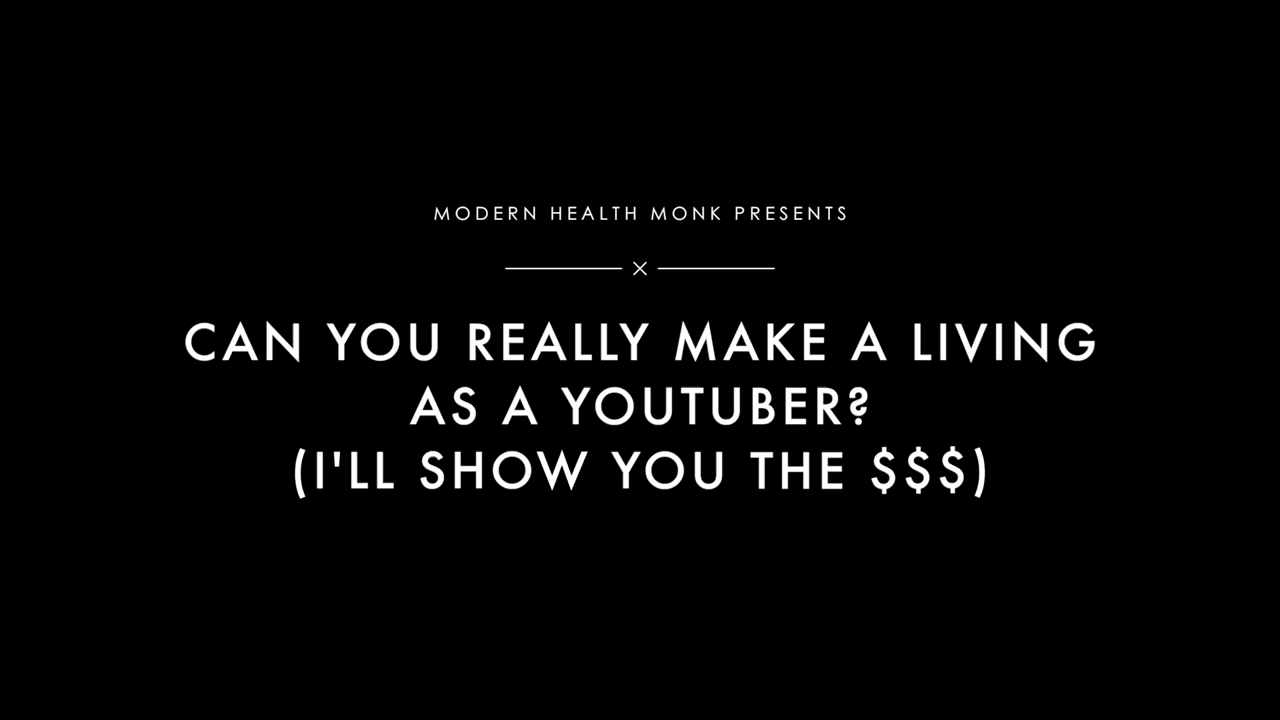 MODERN HEALTH MONK PRESENTS
CAN YOU REALLY MAKE A LIVING
AS A YOUTUBER?
(I'LL SHOW YOU THE $$$)